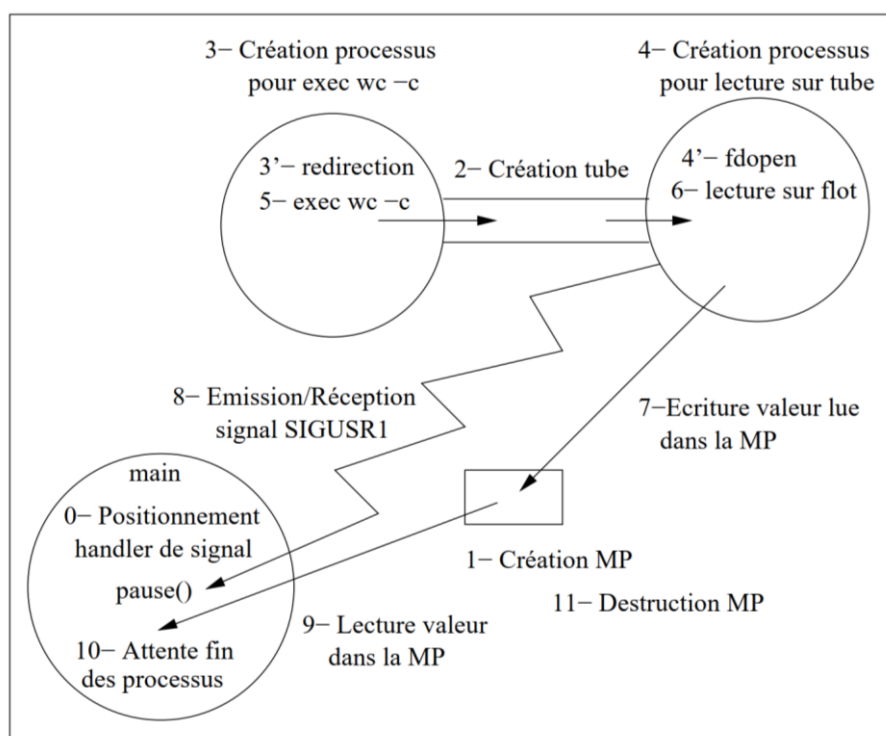 3− Création processus
pour exec wc −c
4− Création processus
pour lecture sur tube
3’− redirection
5− exec wc −c
2− Création tube
4’− fdopen
6− lecture sur flot
8− Emission/Réception
signal SIGUSR1
7−Ecriture valeur lue
dans la MP
main
0− Positionnement
handler de signal
pause()
10− Attente fin
des processus
1− Création MP
11− Destruction MP
9− Lecture valeur
dans la MP